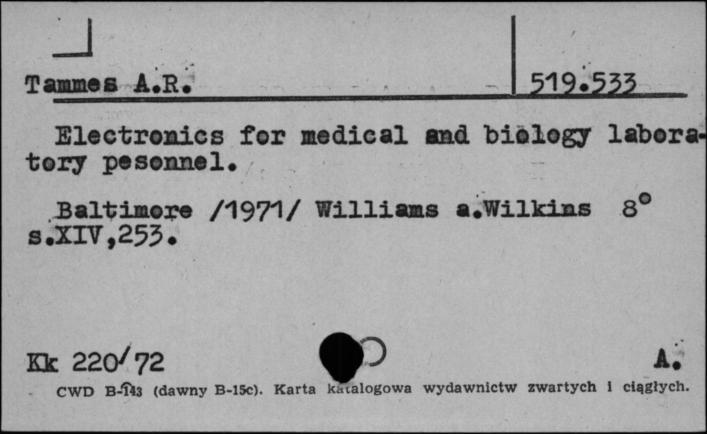 Tammes A.R.
519.533
Electronics for medical and biology labora-
tory pesonnel.
Baltimore /1971/ Williams a.Wilkins 8°
s.XIV,253.
Kk 220/72
A.
CWD B-143 (dawny B-15c). Karta katalogowa wydawnictw zwartych i ciągłych.